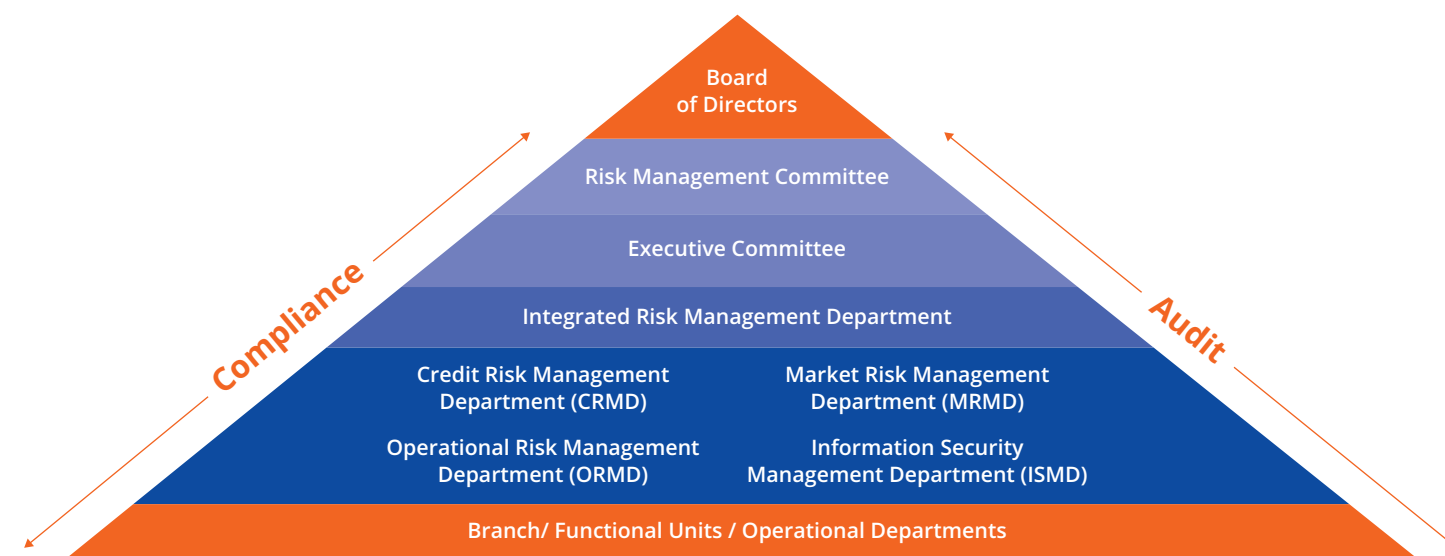 Board
of Directors
Risk Management Committee
Executive Committee
Integrated Risk Management Department
Compliance
Audit
Credit Risk Management
Department (CRMD)
Market Risk Management
Department (MRMD)
Operational Risk Management
Department (ORMD)
Information Security
Management Department (ISMD)
Branch/ Functional Units / Operational Departments